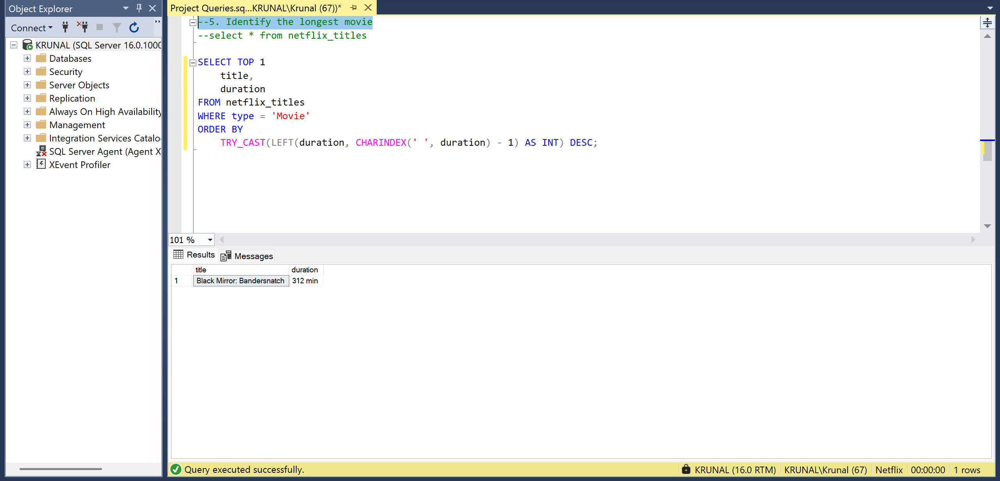 Object Explorer
Connect
KRUNAL (SQL Server 16.0.1000
Databases
Security
Server Objects
Replication
Always On High Availability
Management
Integration Services Catalo
SQL Server Agent (Agent X
XEvent Profiler
Project Queries.sq...KRUNAL\Krunal (67))*
--5. Identify the longest movie
--select * from netflix_titles
SELECT TOP 1
title,
duration
FROM netflix_titles
WHERE type = 'Movie'
ORDER BY
TRY_CAST(LEFT(duration, CHARINDEX(' ', duration) - 1) AS INT) DESC;
101 %
Results Messages
title duration
1 Black Mirror: Bandersnatch 312 min
Query executed successfully. KRUNAL (16.0 RTM) KRUNAL\Krunal (67) Netflix 00:00:00 1 rows